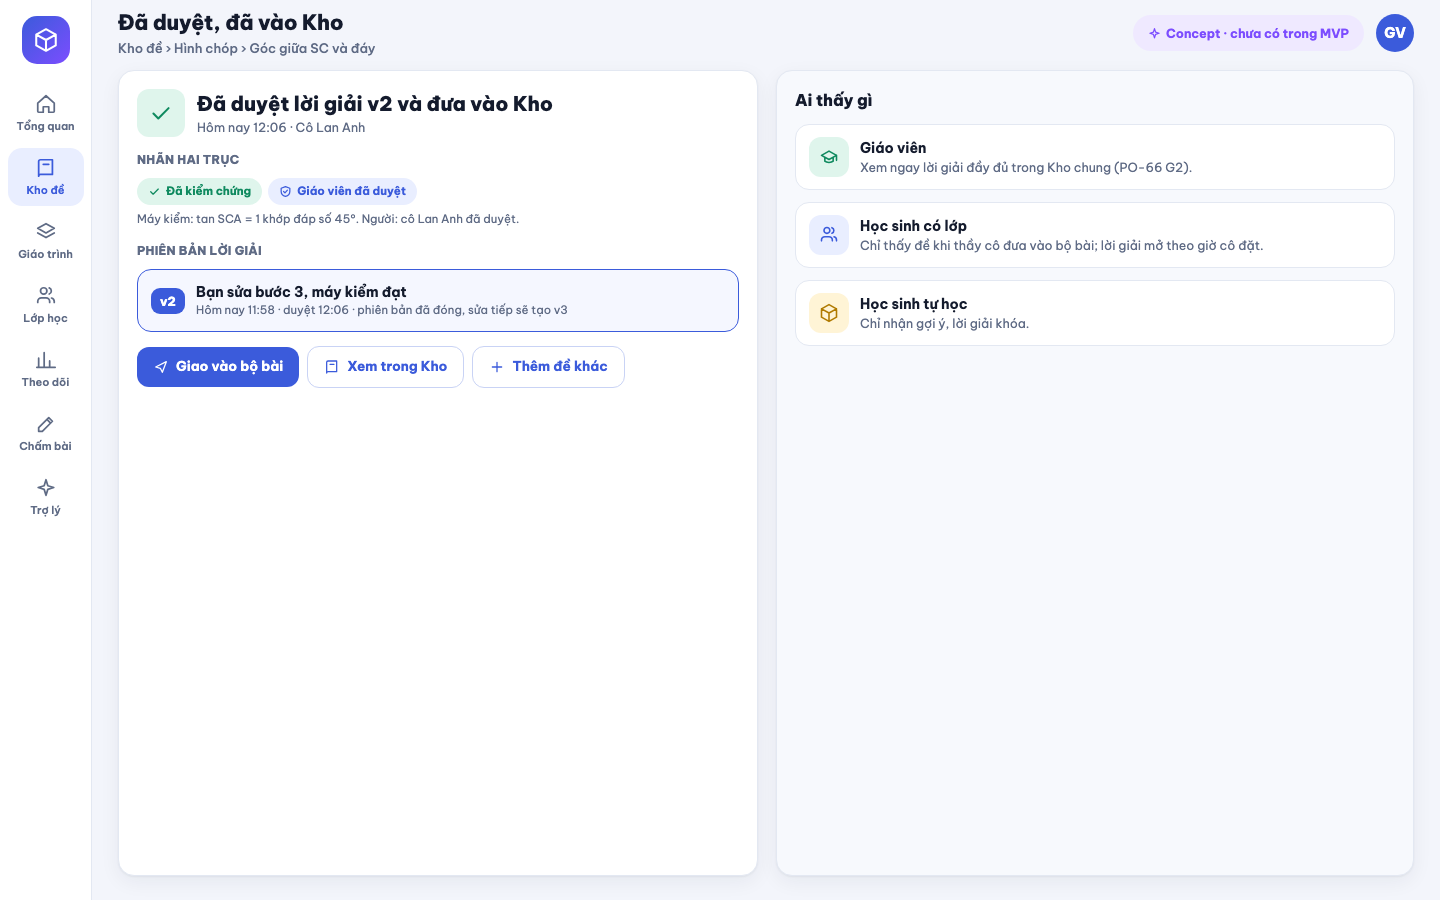 Đã duyệt, đã vào Kho
Kho đề › Hình chóp › Góc giữa SC và đáy
Concept · chưa có trong MVP
GV
Tổng quan
Kho đề
Giáo trình
Lớp học
Theo dõi
Chấm bài
Trợ lý
Đã duyệt lời giải v2 và đưa vào Kho
Hôm nay 12:06 · Cô Lan Anh
NHÃN HAI TRỤC
Đã kiểm chứng
Giáo viên đã duyệt
Máy kiểm: tan SCA = 1 khớp đáp số 45°. Người: cô Lan Anh đã duyệt.
PHIÊN BẢN LỜI GIẢI
v2
Bạn sửa bước 3, máy kiểm đạt
Hôm nay 11:58 · duyệt 12:06 · phiên bản đã đóng, sửa tiếp sẽ tạo v3
Giao vào bộ bài
Xem trong Kho
Thêm đề khác
Ai thấy gì
Giáo viên
Xem ngay lời giải đầy đủ trong Kho chung (PO-66 G2).
Học sinh có lớp
Chỉ thấy đề khi thầy cô đưa vào bộ bài; lời giải mở theo giờ cô đặt.
Học sinh tự học
Chỉ nhận gợi ý, lời giải khóa.